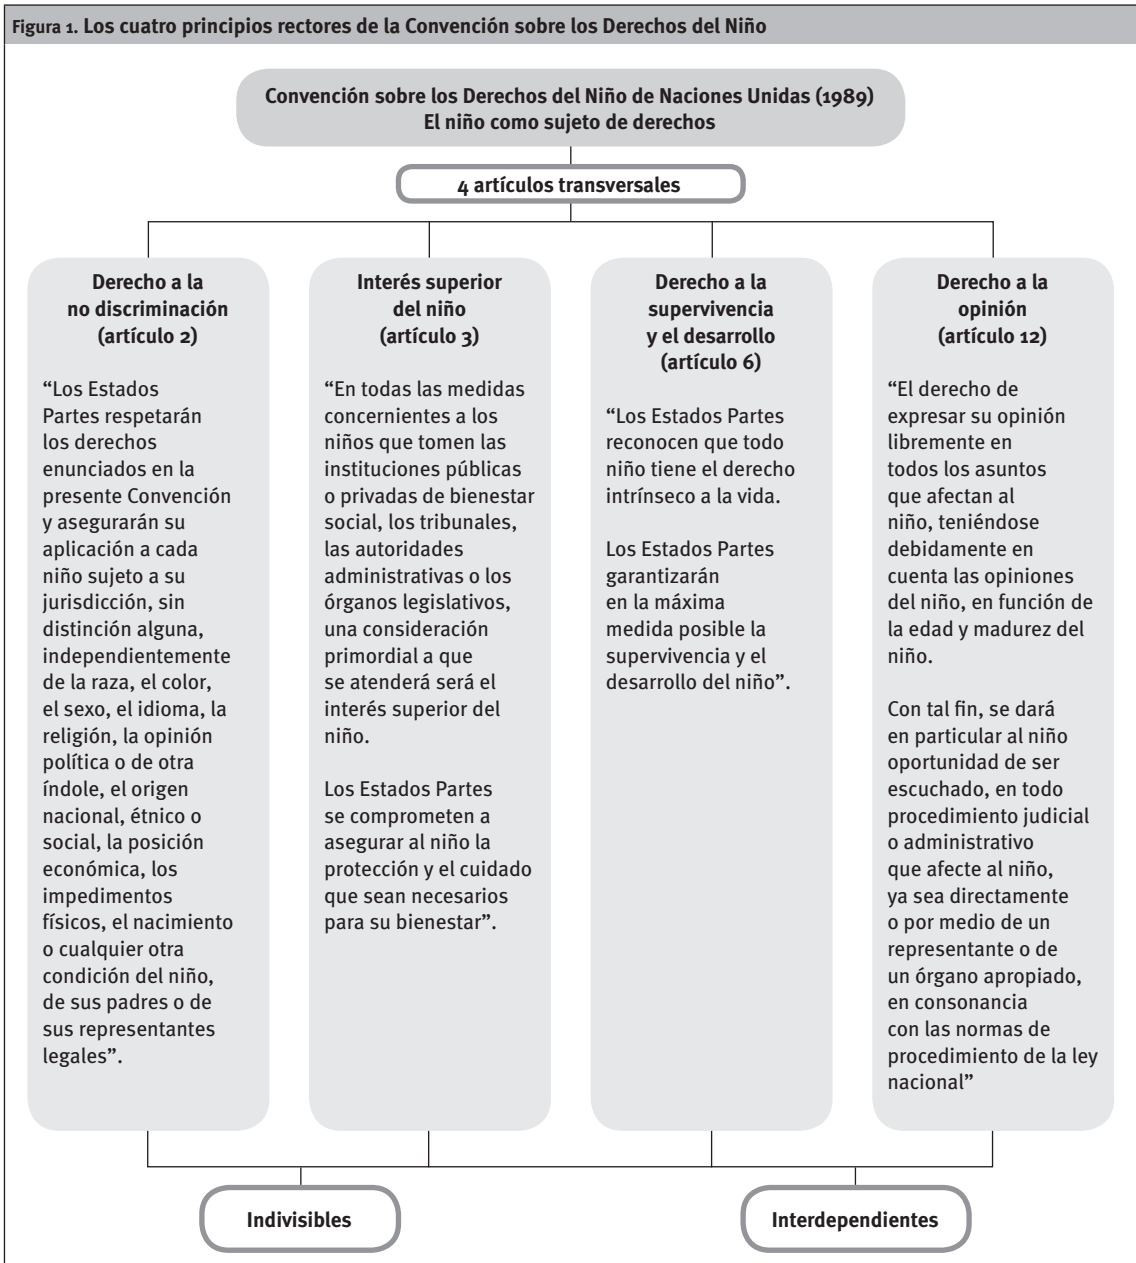 Figura 1. Los cuatro principios rectores de la Convención sobre los Derechos del Niño
Convención sobre los Derechos del Niño de Naciones Unidas (1989)
El niño como sujeto de derechos
4 artículos transversales
Derecho a la
no discriminación
(artículo 2)
“Los Estados
Partes respetarán
los derechos
enunciados en la
presente Convención
y asegurarán su
aplicación a cada
niño sujeto a su
jurisdicción, sin
distinción alguna,
independientemente
de la raza, el color,
el sexo, el idioma, la
religión, la opinión
política o de otra
índole, el origen
nacional, étnico o
social, la posición
económica, los
impedimentos
físicos, el nacimiento
o cualquier otra
condición del niño,
de sus padres o de
sus representantes
legales”.
Interés superior
del niño
(artículo 3)
“En todas las medidas
concernientes a los
niños que tomen las
instituciones públicas
o privadas de bienestar
social, los tribunales,
las autoridades
administrativas o los
órganos legislativos,
una consideración
primordial a que
se atenderá será el
interés superior del
niño.
Los Estados Partes
se comprometen a
asegurar al niño la
protección y el cuidado
que sean necesarios
para su bienestar”.
Derecho a la
supervivencia
y el desarrollo
(artículo 6)
“Los Estados Partes
reconocen que todo
niño tiene el derecho
intrínseco a la vida.
Los Estados Partes
garantizarán
en la máxima
medida posible la
supervivencia y el
desarrollo del niño”.
Derecho a la
opinión
(artículo 12)
“El derecho de
expresar su opinión
libremente en
todos los asuntos
que afectan al
niño, teniéndose
debidamente en
cuenta las opiniones
del niño, en función de
la edad y madurez del
niño.
Con tal fin, se dará
en particular al niño
oportunidad de ser
escuchado, en todo
procedimiento judicial
o administrativo
que afecte al niño,
ya sea directamente
o por medio de un
representante o de
un órgano apropiado,
en consonancia
con las normas de
procedimiento de la ley
nacional”
Indivisibles
Interdependientes